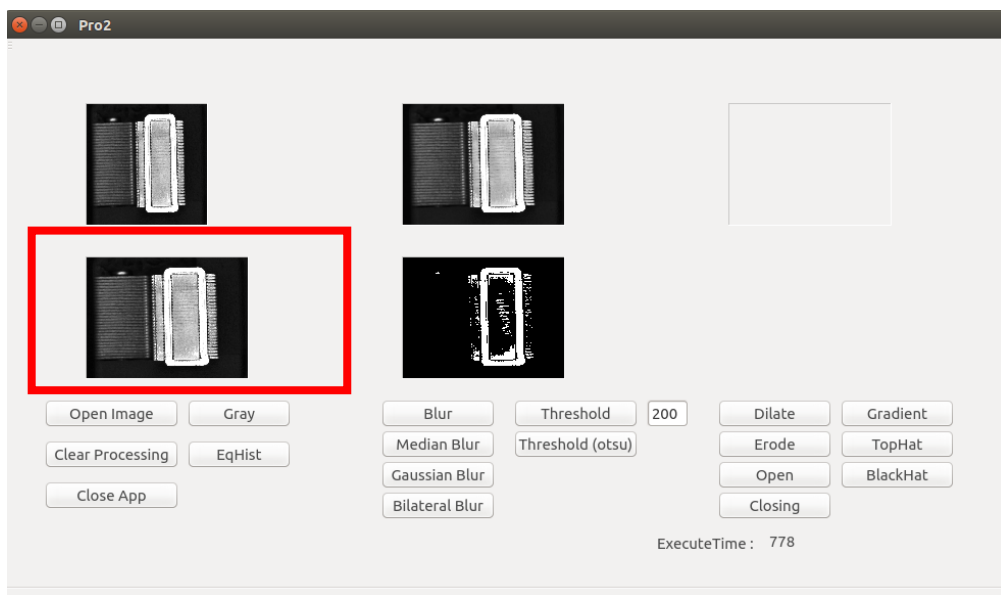 Pro2
Open Image Gray Blur Threshold 200 Dilate Gradient
Clear Processing EqHist Median Blur Threshold (otsu) Erode TopHat
Gaussian Blur Open BlackHat
Close App Bilateral Blur Closing
ExecuteTime : 778